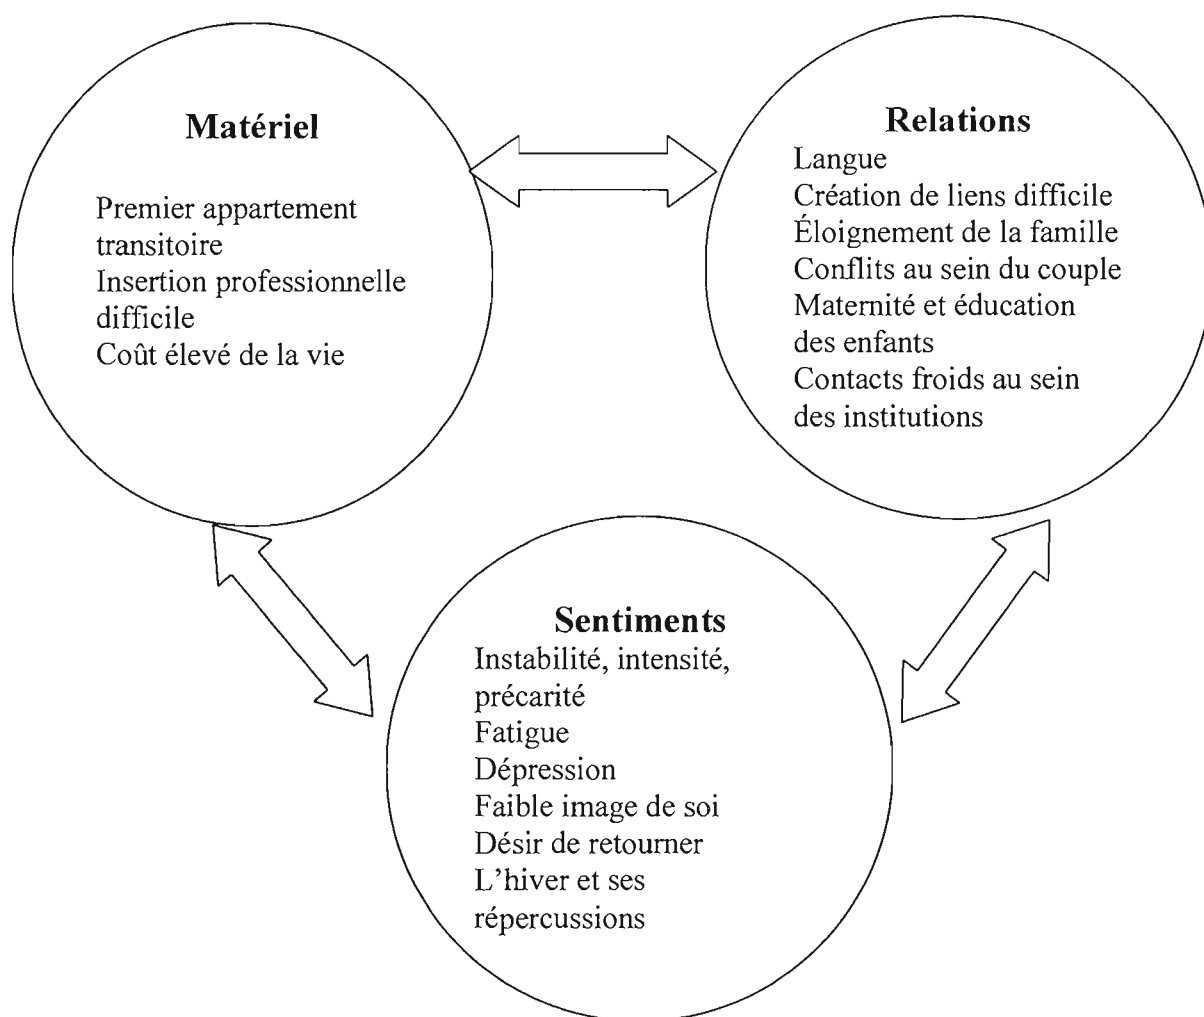 Matériel
Premier appartement
transitoire
Insertion professionnelle
difficile
Coût élevé de la vie
Relations
Langue
Création de liens difficile
Éloignement de la famille
Conflits au sein du couple
Maternité et éducation
des enfants
Contacts froids au sein
des institutions
Sentiments
Instabilité, intensité,
précarité
Fatigue
Dépression
Faible image de soi
Désir de retourner
L'hiver et ses
répercussions